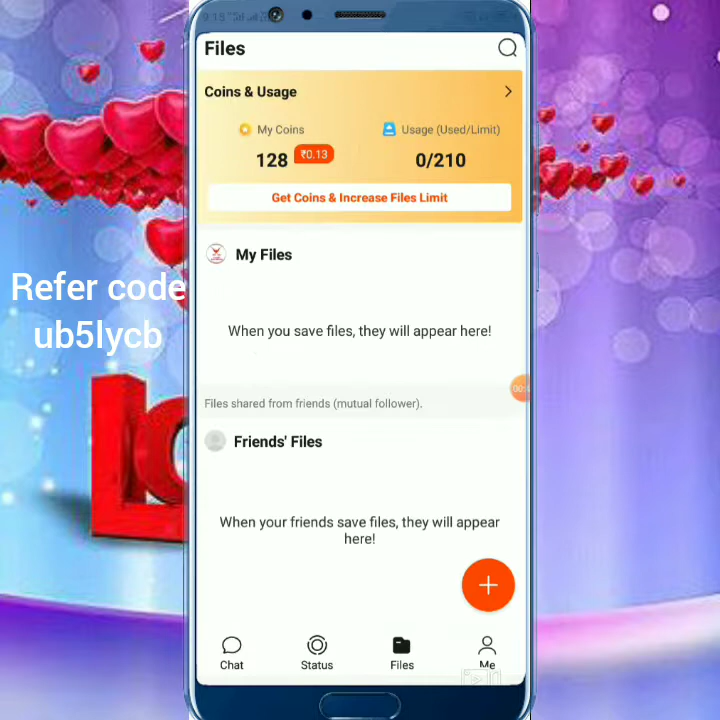 9:15
Files
Coins & Usage
My Coins
Usage (Used/Limit)
128 ₹0.13
0/210
Get Coins & Increase Files Limit
My Files
Refer code
ub5lycb
When you save files, they will appear here!
Files shared from friends (mutual follower).
Friends' Files
When your friends save files, they will appear
here!
Chat
Status
Files
Me